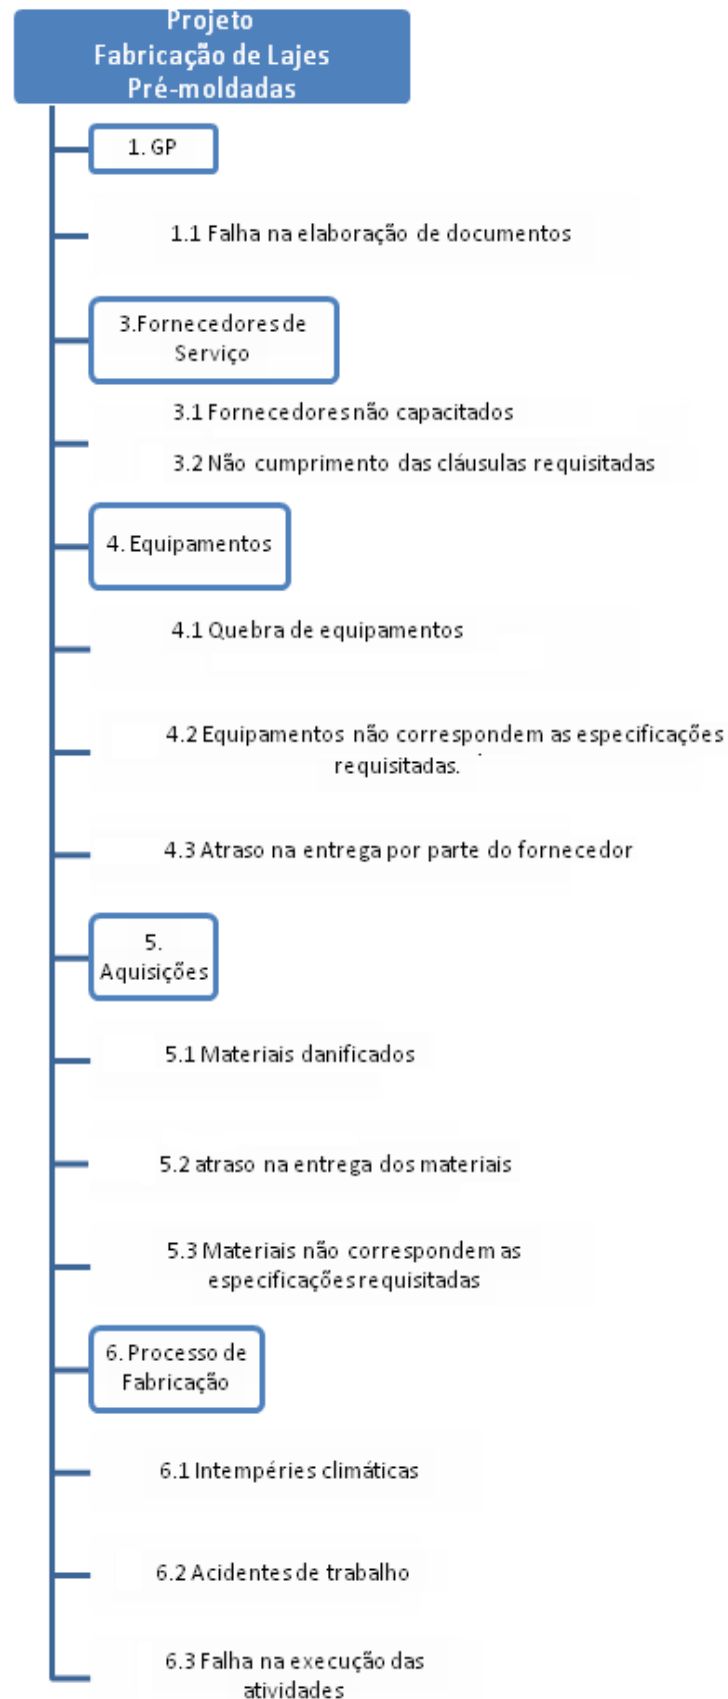 Projeto
Fabricação de Lajes
Pré-moldadas
1. GP
1.1 Falha na elaboração de documentos
3.Fornecedores de
Serviço
3.1 Fornecedores não capacitados
3.2 Não cumprimento das cláusulas requisitadas
4. Equipamentos
4.1 Quebra de equipamentos
4.2 Equipamentos não correspondem as especificações
requisitadas.
4.3 Atraso na entrega por parte do fornecedor
5.
Aquisições
5.1 Materiais danificados
5.2 atraso na entrega dos materiais
5.3 Materiais não correspondem as
especificações requisitadas
6. Processo de
Fabricação
6.1 Intempéries climáticas
6.2 Acidentes de trabalho
6.3 Falha na execução das
atividades